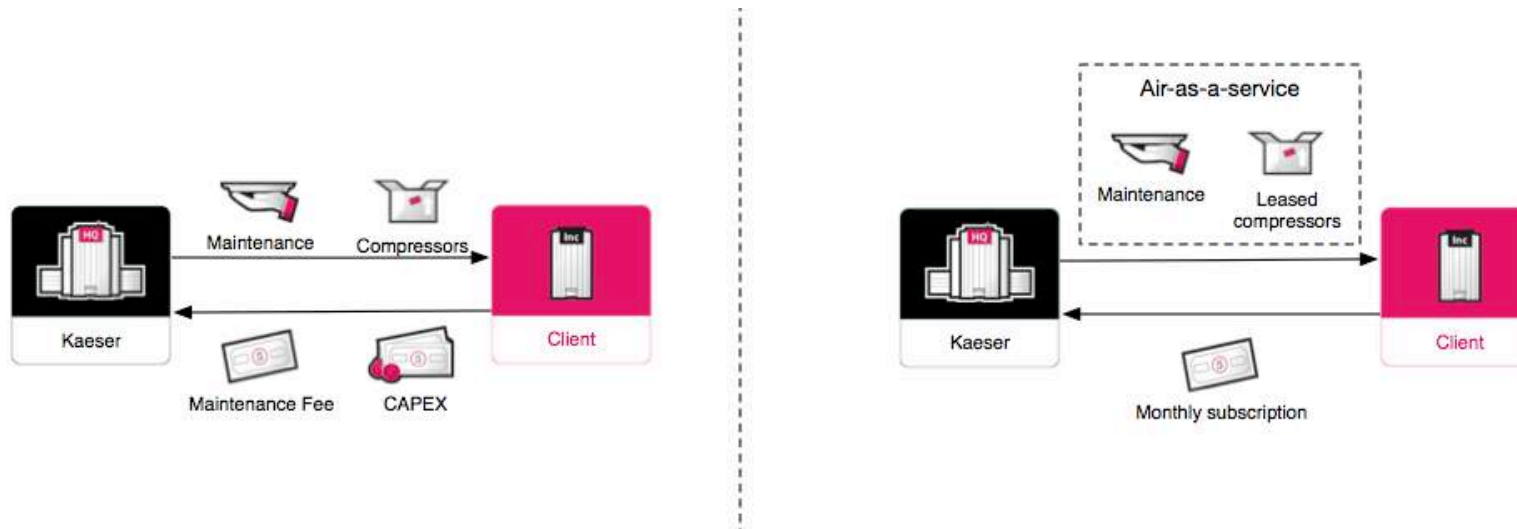 HQ
Kaeser
Maintenance
Compressors
Inc
Client
Maintenance Fee
CAPEX
Air-as-a-service
Maintenance
Leased
compressors
HQ
Kaeser
Inc
Client
Monthly subscription